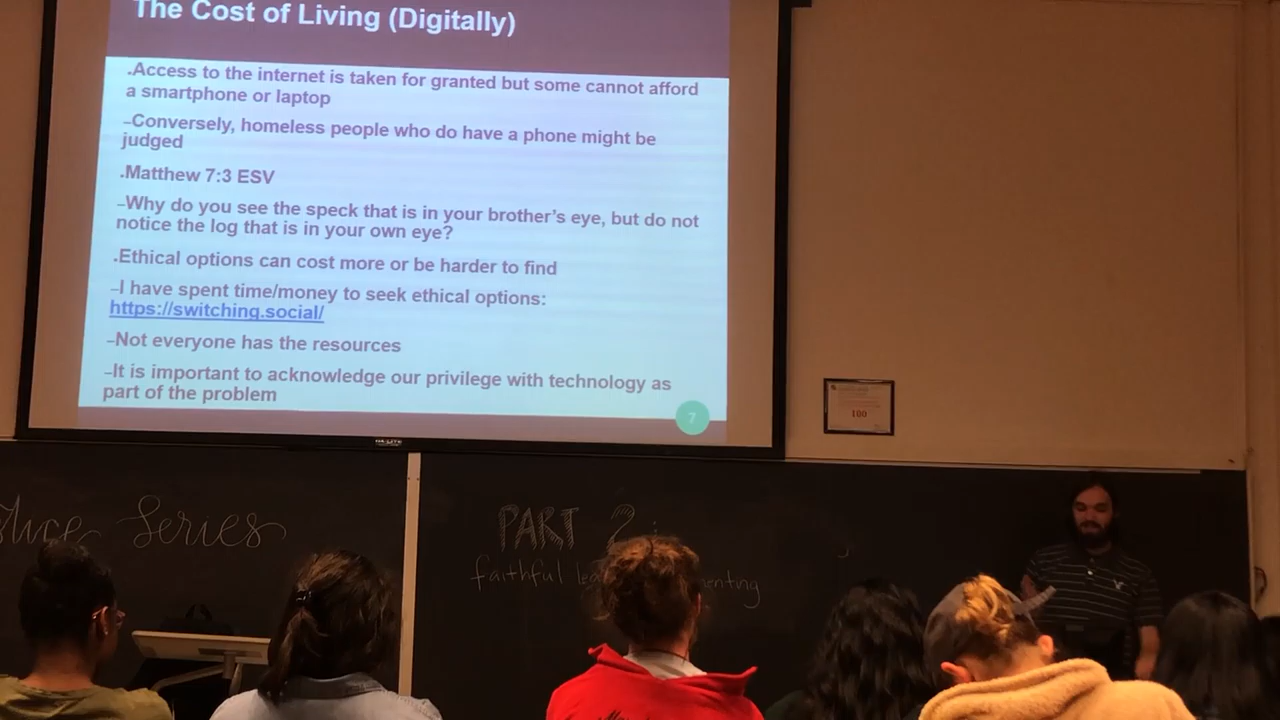 The Cost of Living (Digitally)
.Access to the internet is taken for granted but some cannot afford
a smartphone or laptop
–Conversely, homeless people who do have a phone might be
judged
.Matthew 7:3 ESV
–Why do you see the speck that is in your brother's eye, but do not
notice the log that is in your own eye?
.Ethical options can cost more or be harder to find
–I have spent time/money to seek ethical options:
https://switching.social/
–Not everyone has the resources
–It is important to acknowledge our privilege with technology as
part of the problem
7
100
Series
PART 2:
faithful